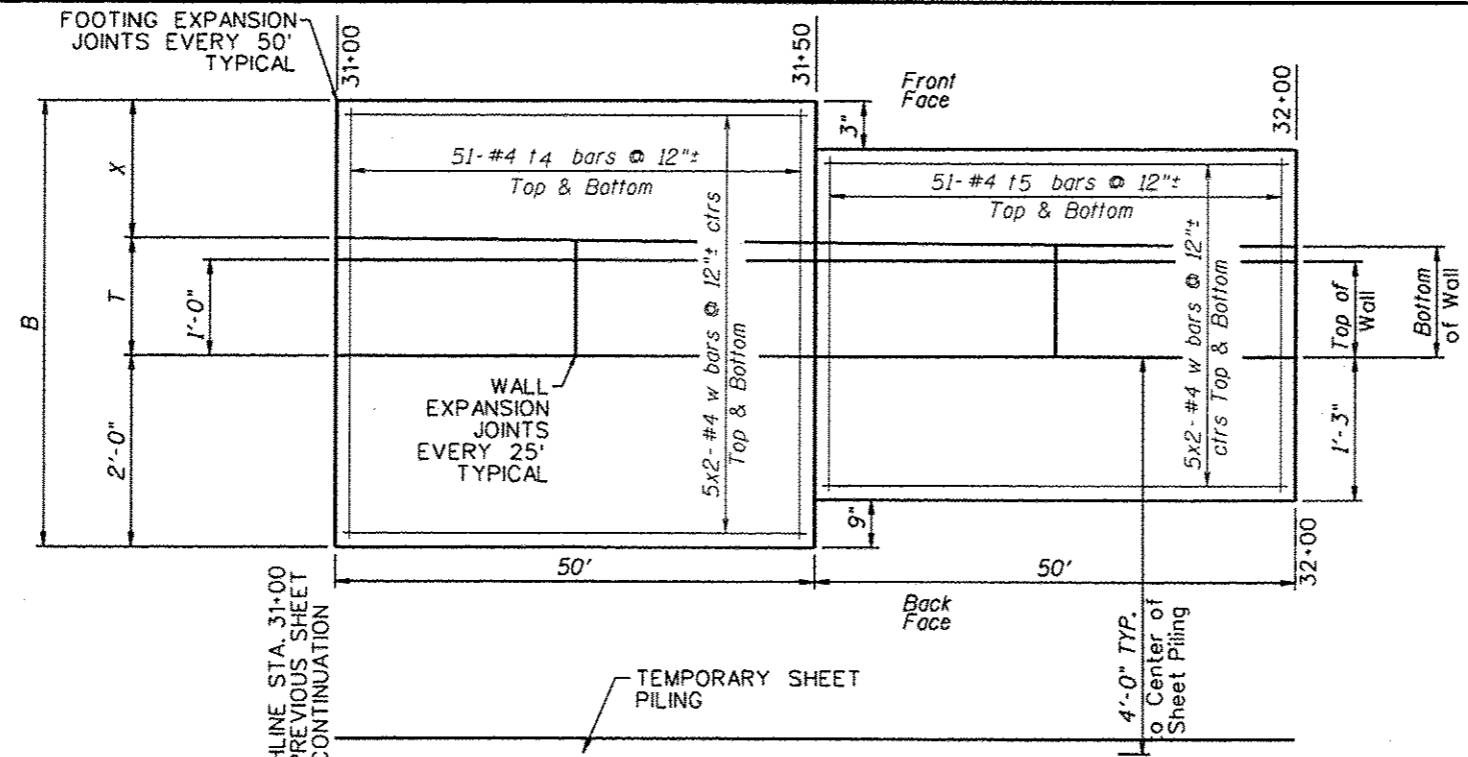 FOOTING EXPANSION
JOINTS EVERY 50'
TYPICAL
31+00
31+50
32+00
Front
Face
3"
B
X
T
1'-0"
2'-0"
51-#4 t4 bars @ 12"±
Top & Bottom
5x2-#4 w bars @ 12"± ctrs
Top & Bottom
51-#4 t5 bars @ 12"±
Top & Bottom
5x2-#4 w bars @ 12"±
ctrs Top & Bottom
Top of
Wall
Bottom
of Wall
WALL
EXPANSION
JOINTS
EVERY 25'
TYPICAL
1'-3"
9"
50'
50'
32+00
Back
Face
HLINE STA. 31+00
PREVIOUS SHEET
CONTINUATION
TEMPORARY SHEET
PILING
4'-0" TYP.
to Center of
Sheet Piling